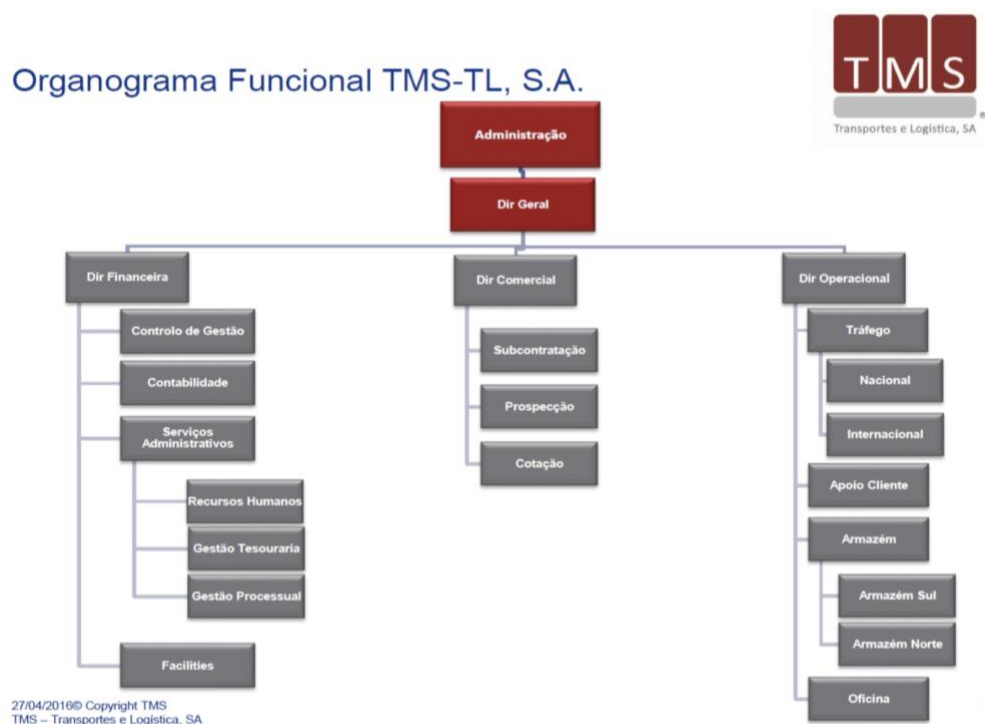 Organograma Funcional TMS-TL, S.A.
TMS
®
Transportes e Logística, SA
Administração
Dir Geral
Dir Financeira
Dir Comercial
Dir Operacional
Controlo de Gestão
Contabilidade
Serviços
Administrativos
Recursos Humanos
Gestão Tesouraria
Gestão Processual
Facilities
Subcontratação
Prospecção
Cotação
Tráfego
Nacional
Internacional
Apoio Cliente
Armazém
Armazém Sul
Armazém Norte
Oficina
27/04/2016© Copyright TMS
TMS – Transportes e Logística, SA